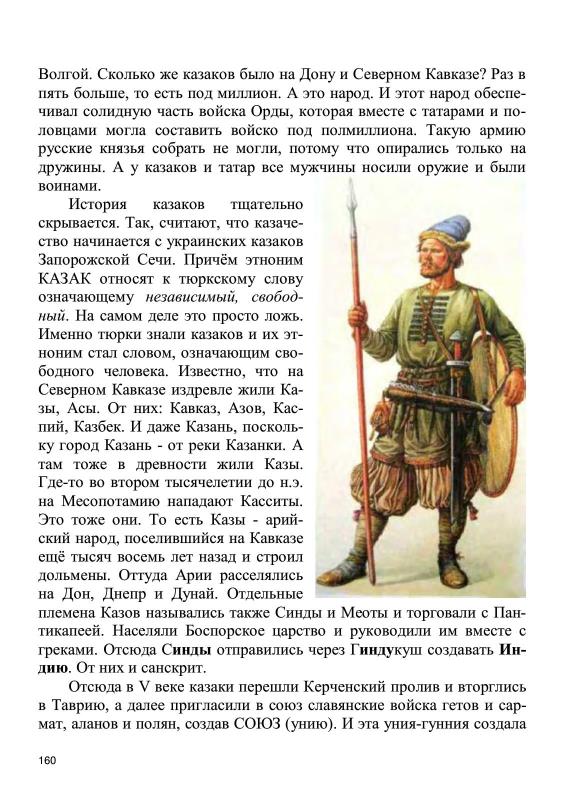 Волгой. Сколько же казаков было на Дону и Северном Кавказе? Раз в
пять больше, то есть под миллион. А это народ. И этот народ обеспе-
чивал солидную часть войска Орды, которая вместе с татарами и по-
ловцами могла составить войско под полмиллиона. Такую армию
русские князья собрать не могли, потому что опирались только на
дружины. А у казаков и татар все мужчины носили оружие и были
воинами.
История казаков тщательно
скрывается. Так, считают, что казаче-
ство начинается с украинских казаков
Запорожской Сечи. Причём этноним
КАЗАК относят к тюркскому слову
означающему независимый, свобод-
ный. На самом деле это просто ложь.
Именно тюрки знали казаков и их эт-
ноним стал словом, означающим сво-
бодного человека. Известно, что на
Северном Кавказе издревле жили Ка-
зы, Асы. От них: Кавказ, Азов, Кас-
пий, Казбек. И даже Казань, посколь-
ку город Казань - от реки Казанки. А
там тоже в древности жили Казы.
Где-то во втором тысячелетии до н.э.
на Месопотамию нападают Касситы.
Это тоже они. То есть Казы - арий-
ский народ, поселившийся на Кавказе
ещё тысяч восемь лет назад и строил
дольмены. Оттуда Арии расселялись
на Дон, Днепр и Дунай. Отдельные
племена Казов назывались также Синды и Меоты и торговали с Пан-
тикапеей. Населяли Боспорское царство и руководили им вместе с
греками. Отсюда Синды отправились через Гиндукуш создавать Ин-
дию. От них и санскрит.
Отсюда в V веке казаки перешли Керченский пролив и вторглись
в Таврию, а далее пригласили в союз славянские войска гетов и сар-
мат, аланов и полян, создав СОЮЗ (унию). И эта уния-гунния создала
160